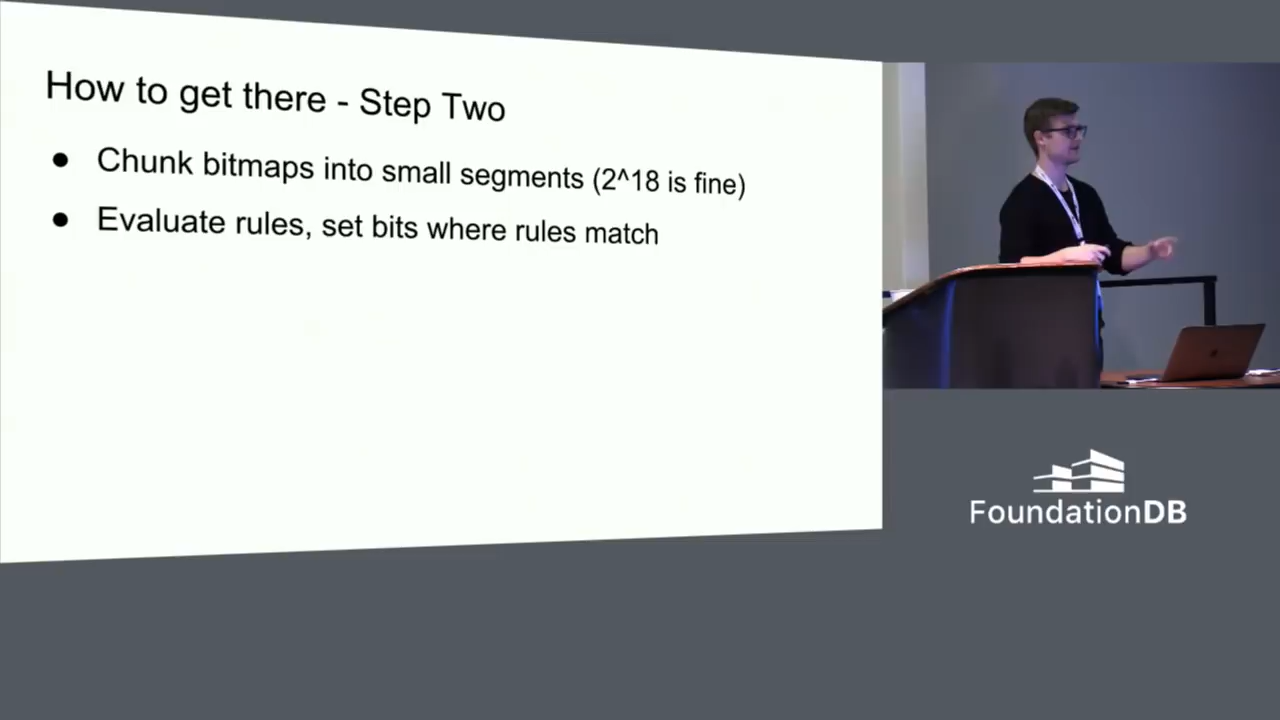 How to get there - Step Two
● Chunk bitmaps into small segments (2^18 is fine)
● Evaluate rules, set bits where rules match
FoundationDB